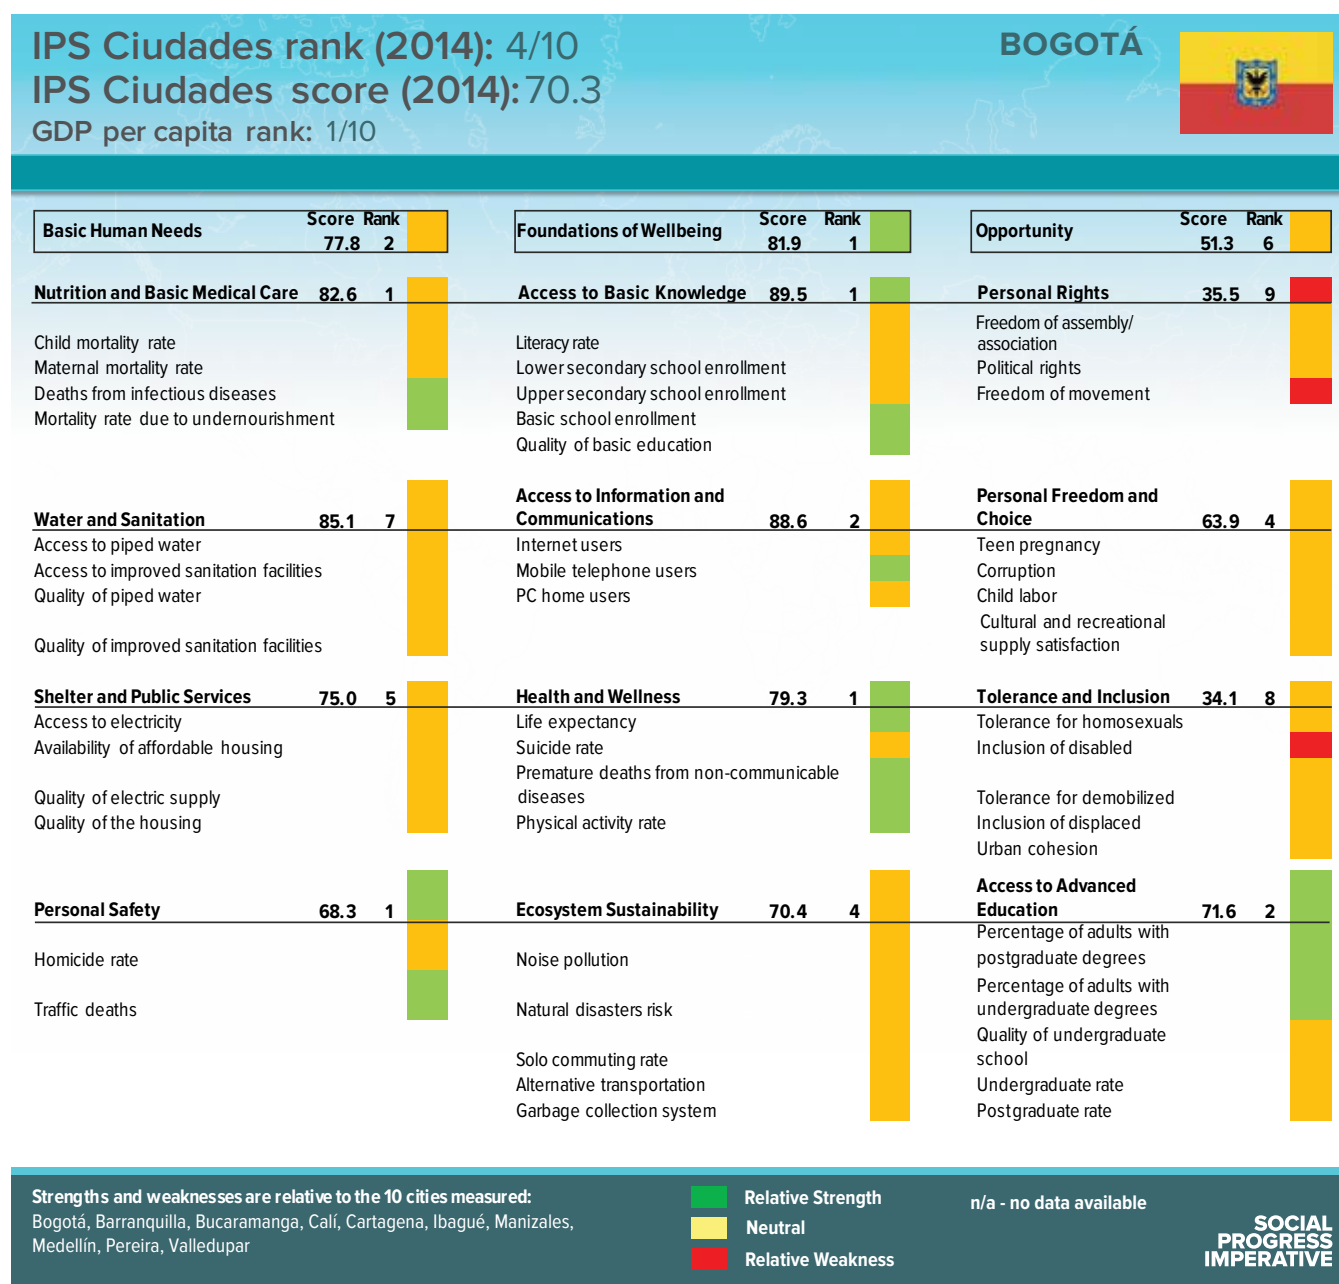 IPS Ciudades rank (2014): 4/10
IPS Ciudades score (2014): 70.3
GDP per capita rank: 1/10
BOGOTÁ
Basic Human Needs
Score Rank
77.8 2
Nutrition and Basic Medical Care 82.6 1
Child mortality rate
Maternal mortality rate
Deaths from infectious diseases
Mortality rate due to undernourishment
Water and Sanitation 85.1 7
Access to piped water
Access to improved sanitation facilities
Quality of piped water
Quality of improved sanitation facilities
Shelter and Public Services 75.0 5
Access to electricity
Availability of affordable housing
Quality of electric supply
Quality of the housing
Personal Safety 68.3 1
Homicide rate
Traffic deaths
Foundations of Wellbeing
Score Rank
81.9 1
Access to Basic Knowledge 89.5 1
Literacy rate
Lower secondary school enrollment
Upper secondary school enrollment
Basic school enrollment
Quality of basic education
Access to Information and
Communications 88.6 2
Internet users
Mobile telephone users
PC home users
Health and Wellness 79.3 1
Life expectancy
Suicide rate
Premature deaths from non-communicable
diseases
Physical activity rate
Ecosystem Sustainability 70.4 4
Noise pollution
Natural disasters risk
Solo commuting rate
Alternative transportation
Garbage collection system
Opportunity
Score Rank
51.3 6
Personal Rights 35.5 9
Freedom of assembly/
association
Political rights
Freedom of movement
Personal Freedom and
Choice 63.9 4
Teen pregnancy
Corruption
Child labor
Cultural and recreational
supply satisfaction
Tolerance and Inclusion 34.1 8
Tolerance for homosexuals
Inclusion of disabled
Tolerance for demobilized
Inclusion of displaced
Urban cohesion
Access to Advanced
Education 71.6 2
Percentage of adults with
postgraduate degrees
Percentage of adults with
undergraduate degrees
Quality of undergraduate
school
Undergraduate rate
Postgraduate rate
Strengths and weaknesses are relative to the 10 cities measured:
Bogotá, Barranquilla, Bucaramanga, Calí, Cartagena, Ibagué, Manizales,
Medellín, Pereira, Valledupar
Relative Strength
Neutral
Relative Weakness
n/a - no data available
SOCIAL
PROGRESS
IMPERATIVE